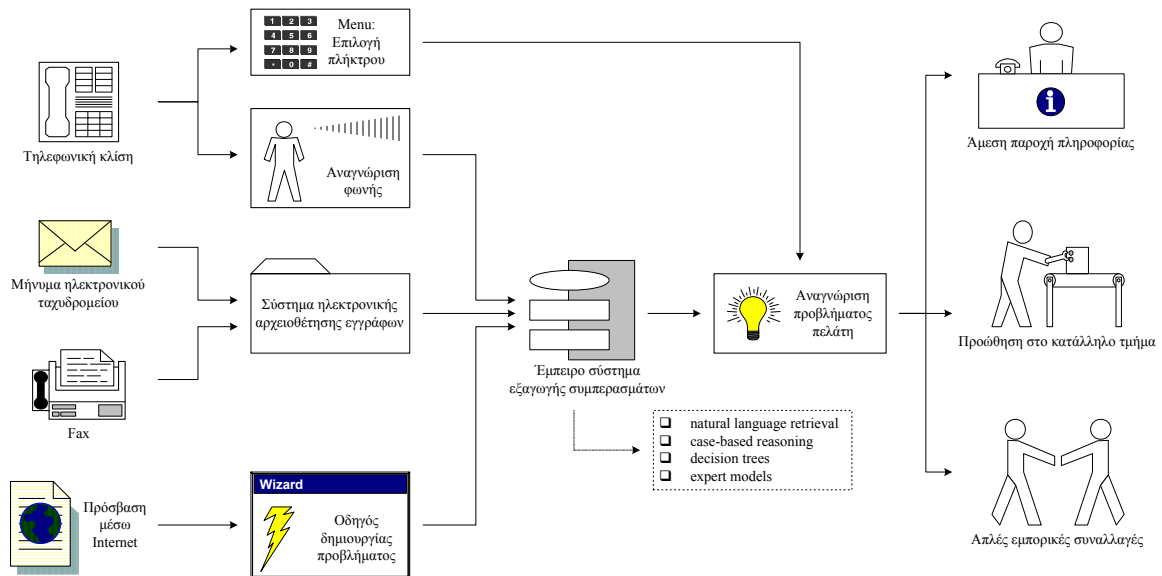 1 2 3
4 5 6
7 8 9
* 0 #
Menu:
Επιλογή
πλήκτρου
Τηλεφωνική κλίση
Αναγνώριση
φωνής
Μήνυμα ηλεκτρονικού
ταχυδρομείου
Σύστημα ηλεκτρονικής
αρχειοθέτησης εγγράφων
Fax
Πρόσβαση
μέσω
Internet
Wizard
Οδηγός
δημιουργίας
προβλήματος
Έμπειρο σύστημα
εξαγωγής συμπερασμάτων
natural language retrieval
case-based reasoning
decision trees
expert models
Αναγνώριση
προβλήματος
πελάτη
i
Άμεση παροχή πληροφορίας
Προώθηση στο κατάλληλο τμήμα
Απλές εμπορικές συναλλαγές